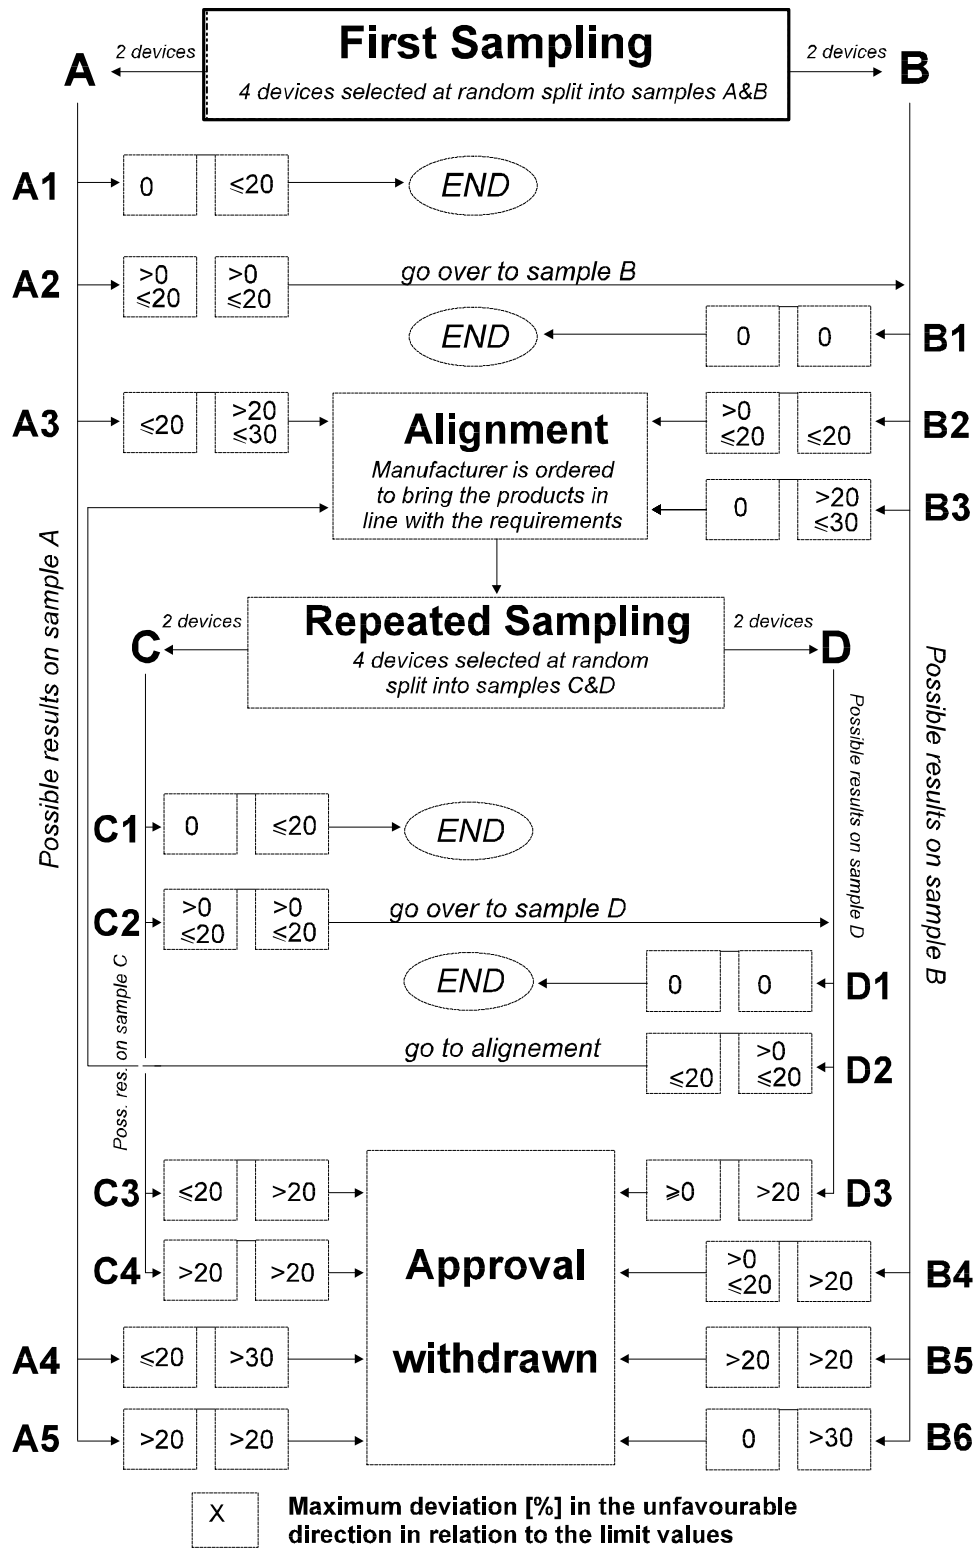 First Sampling
4 devices selected at random split into samples A&B
A
2 devices
2 devices
B
A1
0
≤20
END
A2
>0
≤20
>0
≤20
go over to sample B
END
0
0
B1
A3
≤20
>20
≤30
Alignment
Manufacturer is ordered
to bring the products in
line with the requirements
>0
≤20
≤20
B2
0
>20
≤30
B3
Possible results on sample A
Possible results on sample B
Repeated Sampling
4 devices selected at random
split into samples C&D
C
2 devices
2 devices
D
Possible results on sample D
C1
0
≤20
END
C2
>0
≤20
>0
≤20
go over to sample D
END
0
0
D1
Poss. res. on sample C
go to alignement
≤20
>0
≤20
D2
C3
≤20
>20
≥0
>20
D3
C4
>20
>20
Approval
withdrawn
>0
≤20
>20
B4
A4
≤20
>30
>20
>20
B5
A5
>20
>20
0
>30
B6
X
Maximum deviation [%] in the unfavourable
direction in relation to the limit values